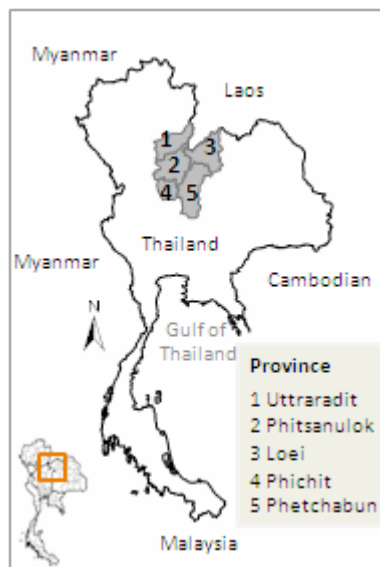 Myanmar
Laos
1
3
2
4 5
Thailand
Myanmar
Cambodian
N
Gulf of
Thailand
Province
1 Uttraradit
2 Phitsanulok
3 Loei
4 Phichit
5 Phetchabun
Malaysia